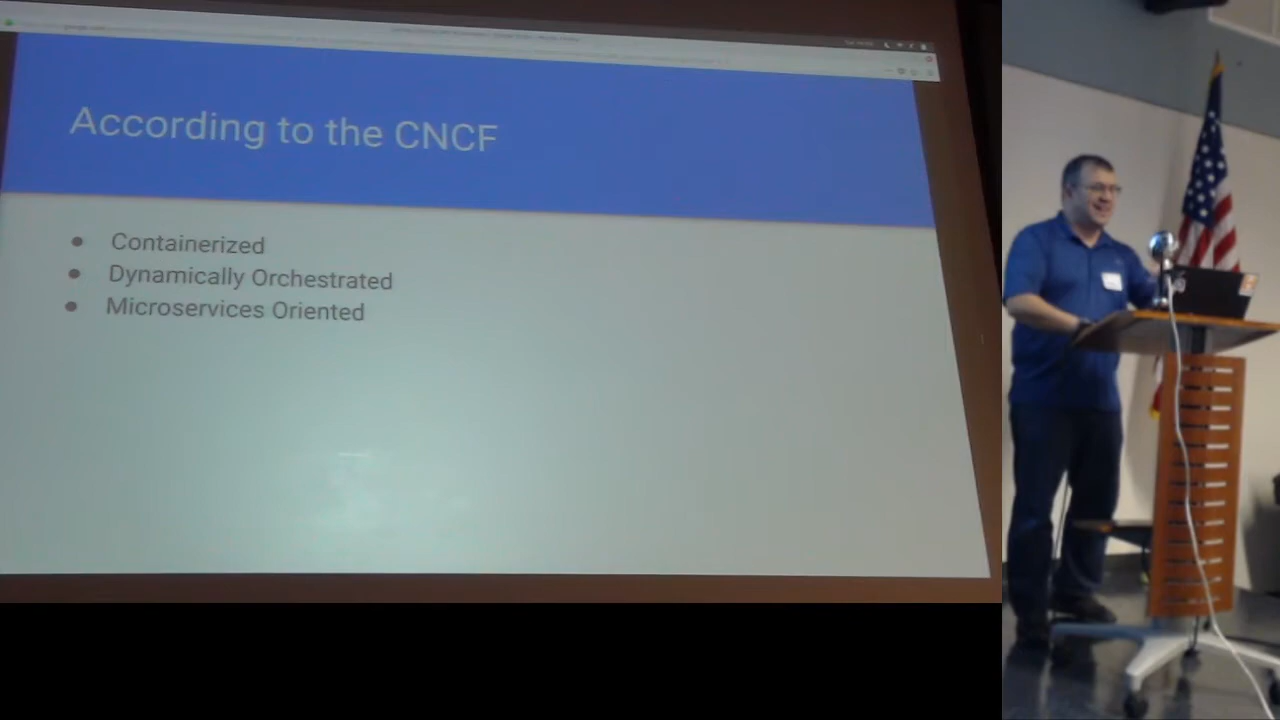 According to the CNCF
Containerized
Dynamically Orchestrated
Microservices Oriented